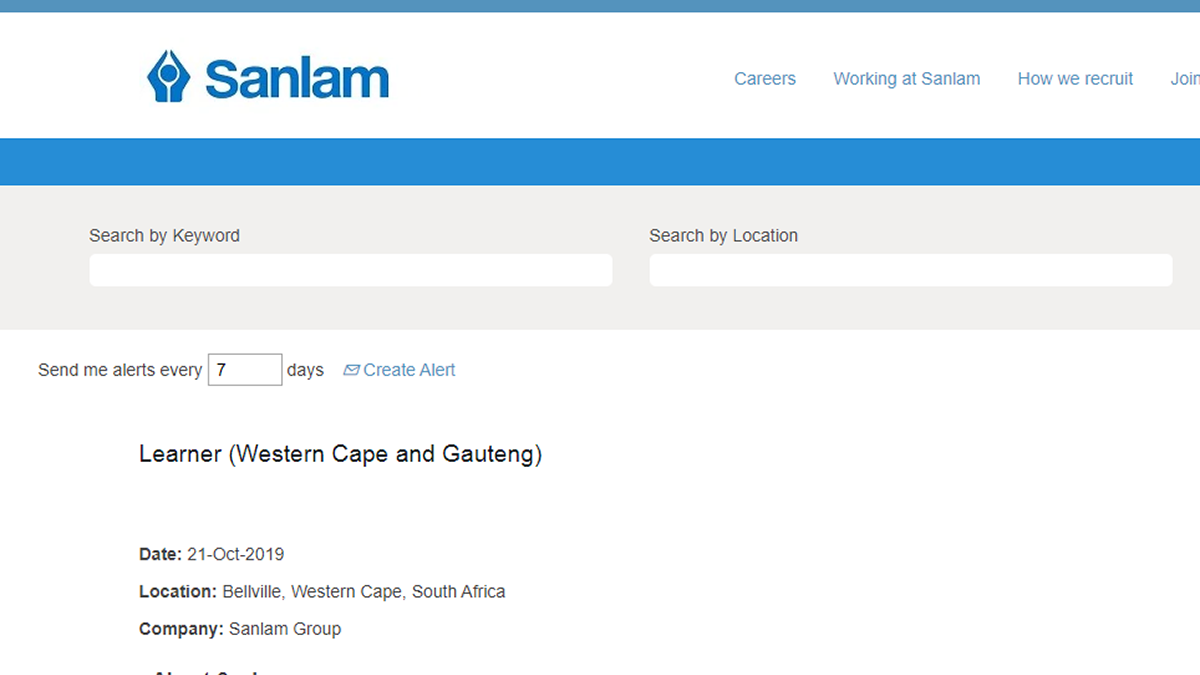 Sanlam
Careers Working at Sanlam How we recruit
Search by Keyword Search by Location
Send me alerts every 7 days Create Alert
Learner (Western Cape and Gauteng)
Date: 21-Oct-2019
Location: Bellville, Western Cape, South Africa
Company: Sanlam Group